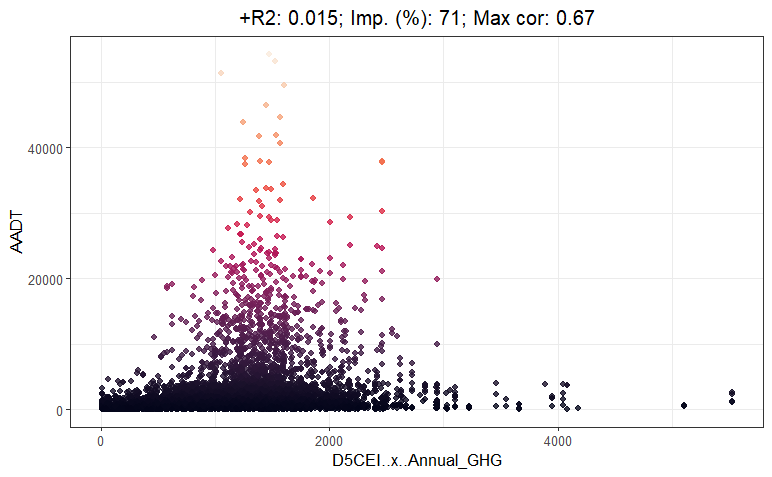 +R2: 0.015; Imp. (%): 71; Max cor: 0.67
AADT
40000
20000
0
0 2000 4000
D5CEI..x..Annual_GHG